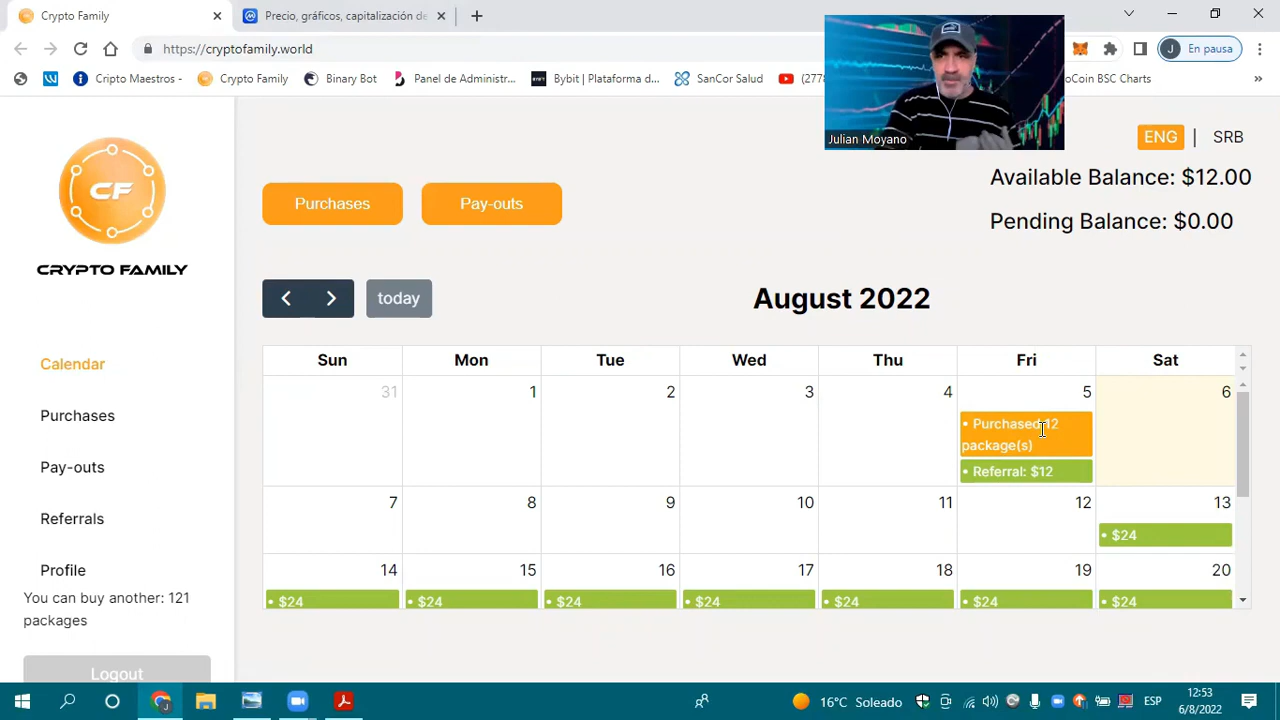 Crypto Family
Precio, gráficos, capitalización de
https://cryptofamily.world
J En pausa
Cripto Maestros -
Crypto Family
Binary Bot
Panel de Administr...
Bybit | Plataforma d...
SanCor Salud
(277
oCoin BSC Charts
»
Julian Moyano
CF
CRYPTO FAMILY
Purchases
Pay-outs
ENG | SRB
Available Balance: $12.00
Pending Balance: $0.00
today
August 2022
Calendar
Purchases
Pay-outs
Referrals
Profile
You can buy another: 121
packages
Logout
Sun Mon Tue Wed Thu Fri Sat
31 1 2 3 4 5 6
• Purchased 12
package(s)
• Referral: $12
7 8 9 10 11 12 13
• $24
14 15 16 17 18 19 20
• $24 • $24 • $24 • $24 • $24 • $24 • $24
16°C Soleado
ESP
12:53
6/8/2022